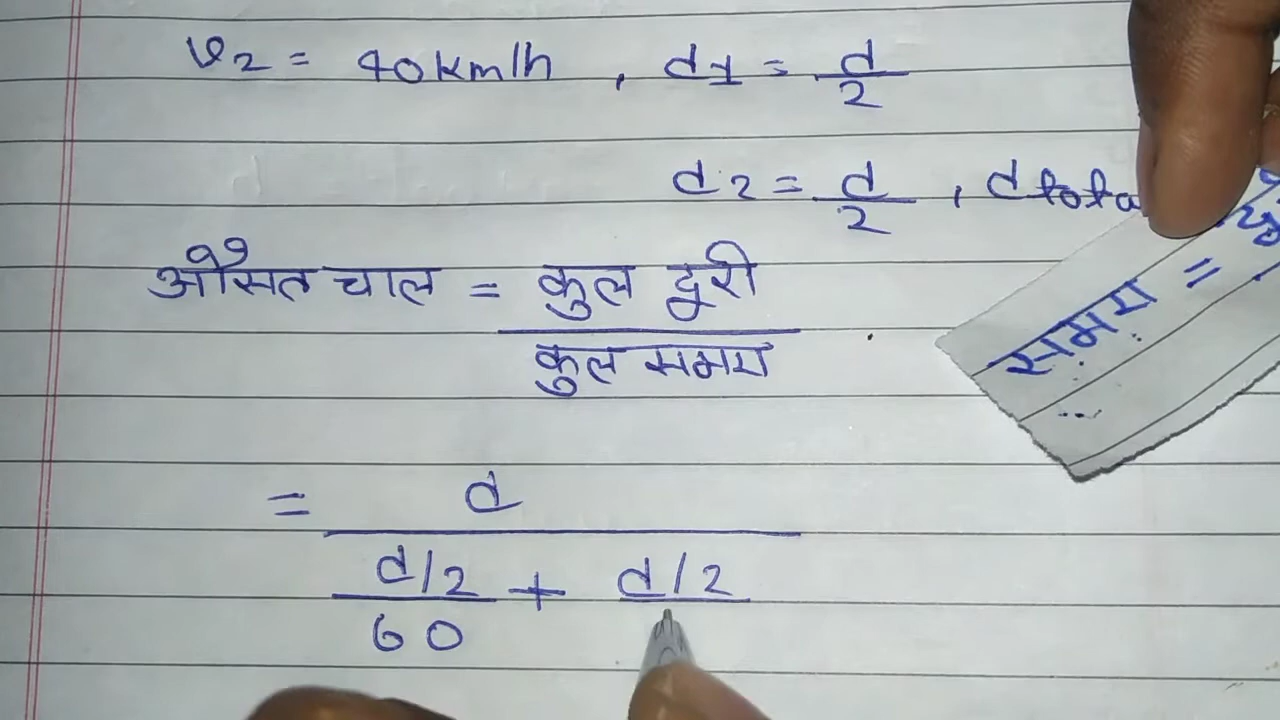 v2 = 40km/h , d1 = d/2
d2 = d/2 , d tota
औसत चाल = कुल दूरी
कुल समय
समय =
= d
d/2 + d/2
60